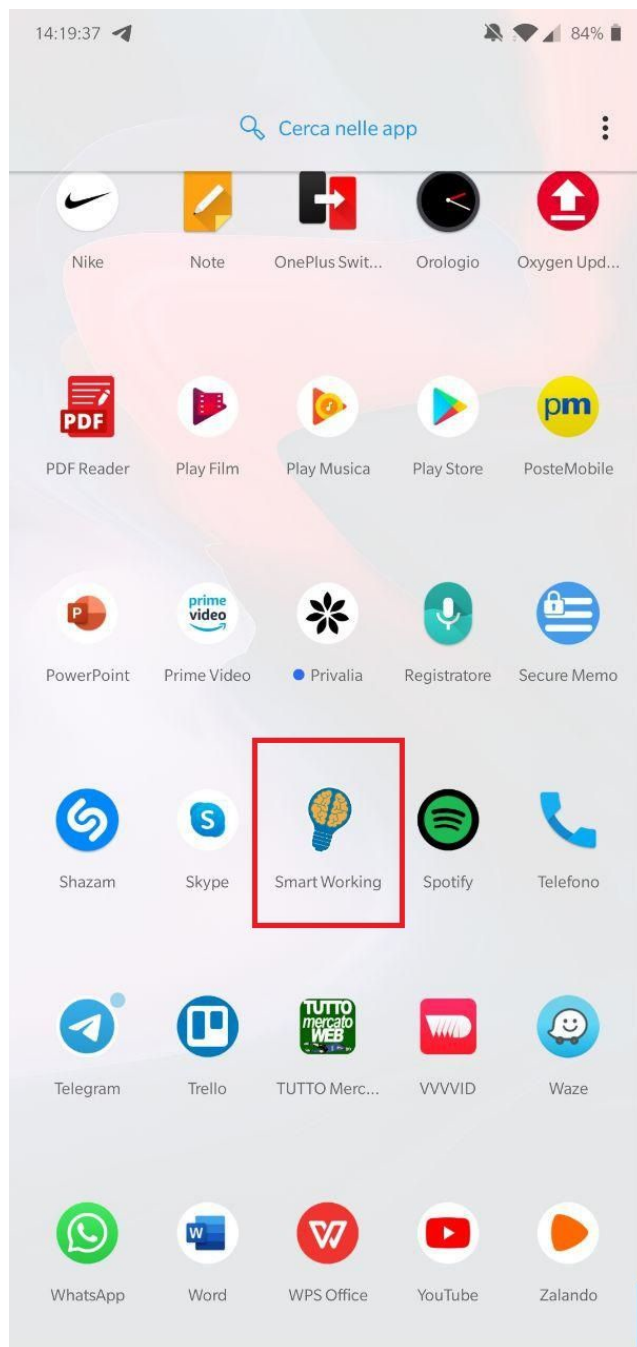 14:19:37
84%
Cerca nelle app
Nike Note OnePlus Swit... Orologio Oxygen Upd...
PDF
pm
PDF Reader Play Film Play Musica Play Store PosteMobile
P
prime
video
PowerPoint Prime Video Privalia Registratore Secure Memo
S
Shazam Skype Smart Working Spotify Telefono
TUTTO
mercato
WEB
VVVVID
Telegram Trello TUTTO Merc... VVVVID Waze
W
W
WhatsApp Word WPS Office YouTube Zalando